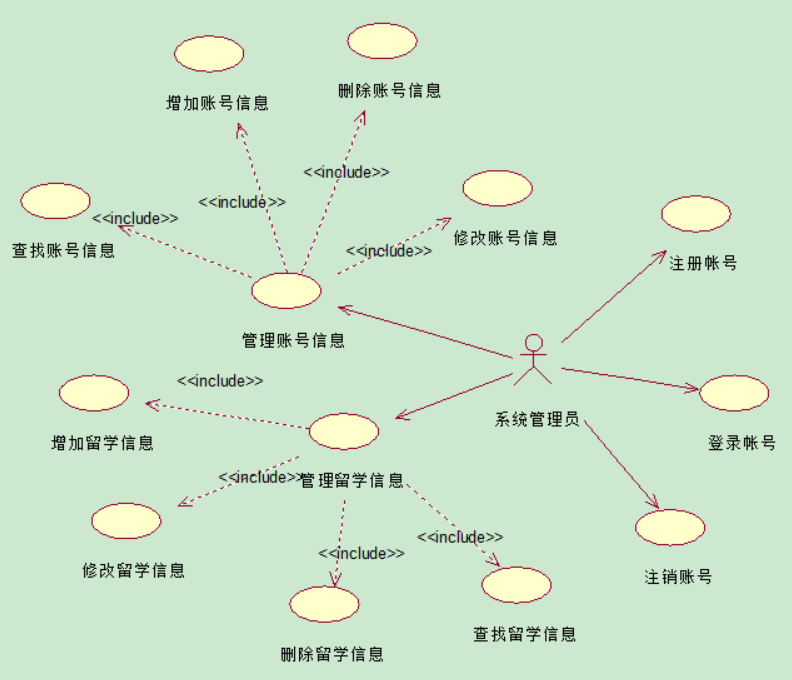 删除账号信息
增加账号信息
<<include>>
<<include>>
<<include>>
修改账号信息
查找账号信息
<<include>>
注册帐号
管理账号信息
<<include>>
系统管理员
增加留学信息
登录帐号
<<include>>
管理留学信息
<<include>>
<<include>>
修改留学信息
注销账号
查找留学信息
删除留学信息